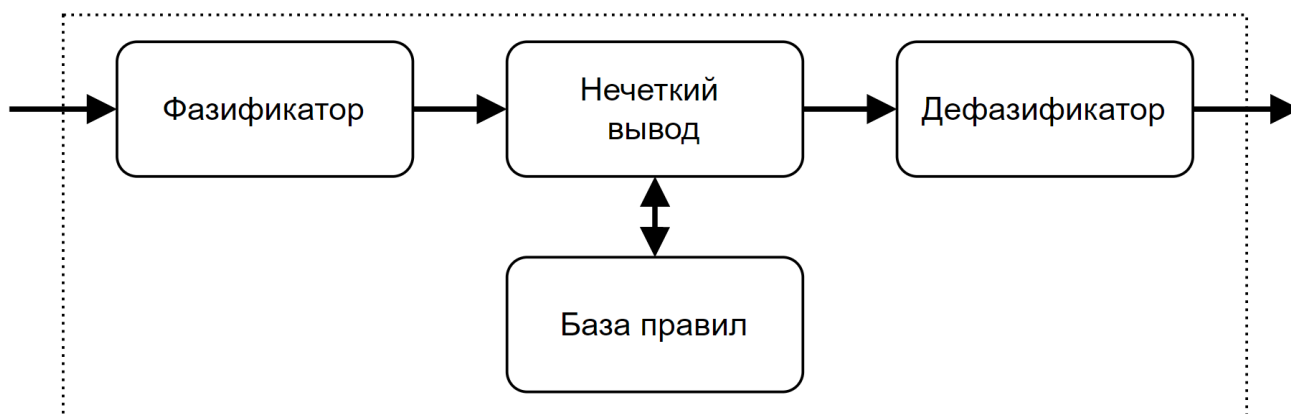 Фазификатор
Нечеткий
вывод
Дефазификатор
База правил